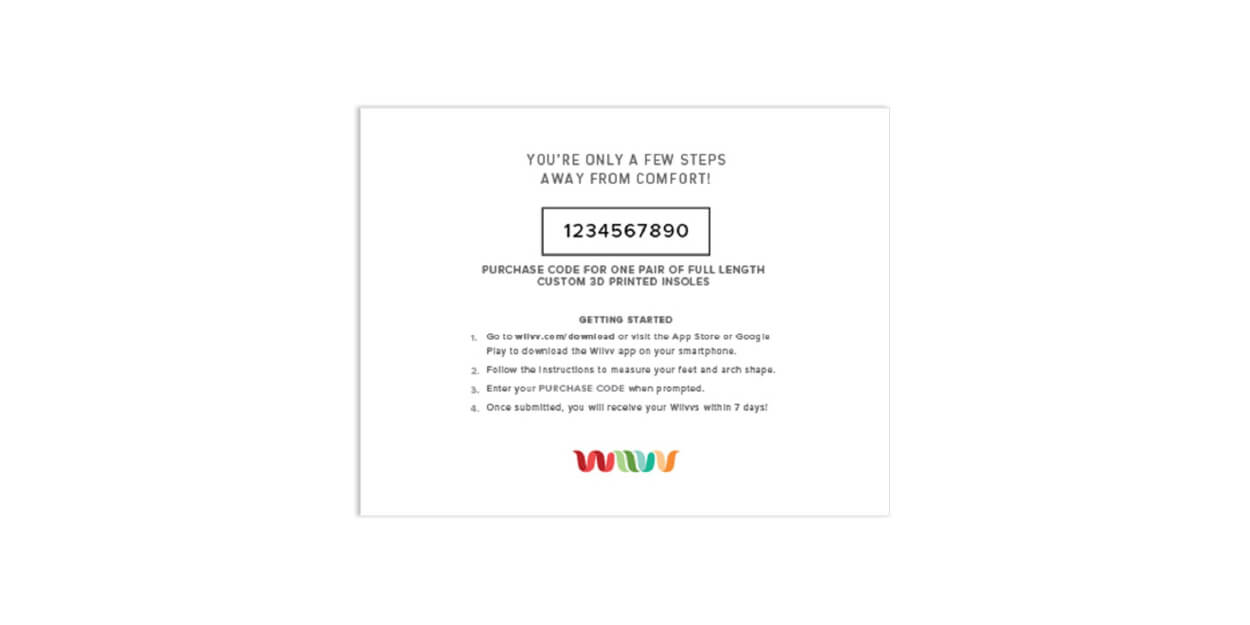 YOU'RE ONLY A FEW STEPS
AWAY FROM COMFORT!
1234567890
PURCHASE CODE FOR ONE PAIR OF FULL LENGTH
CUSTOM 3D PRINTED INSOLES
GETTING STARTED
1. Go to wiivv.com/download or visit the App Store or Google
Play to download the Wiivv app on your smartphone.
2. Follow the instructions to measure your feet and arch shape.
3. Enter your PURCHASE CODE when prompted.
4. Once submitted, you will receive your Wiivvs within 7 days!
wiivv